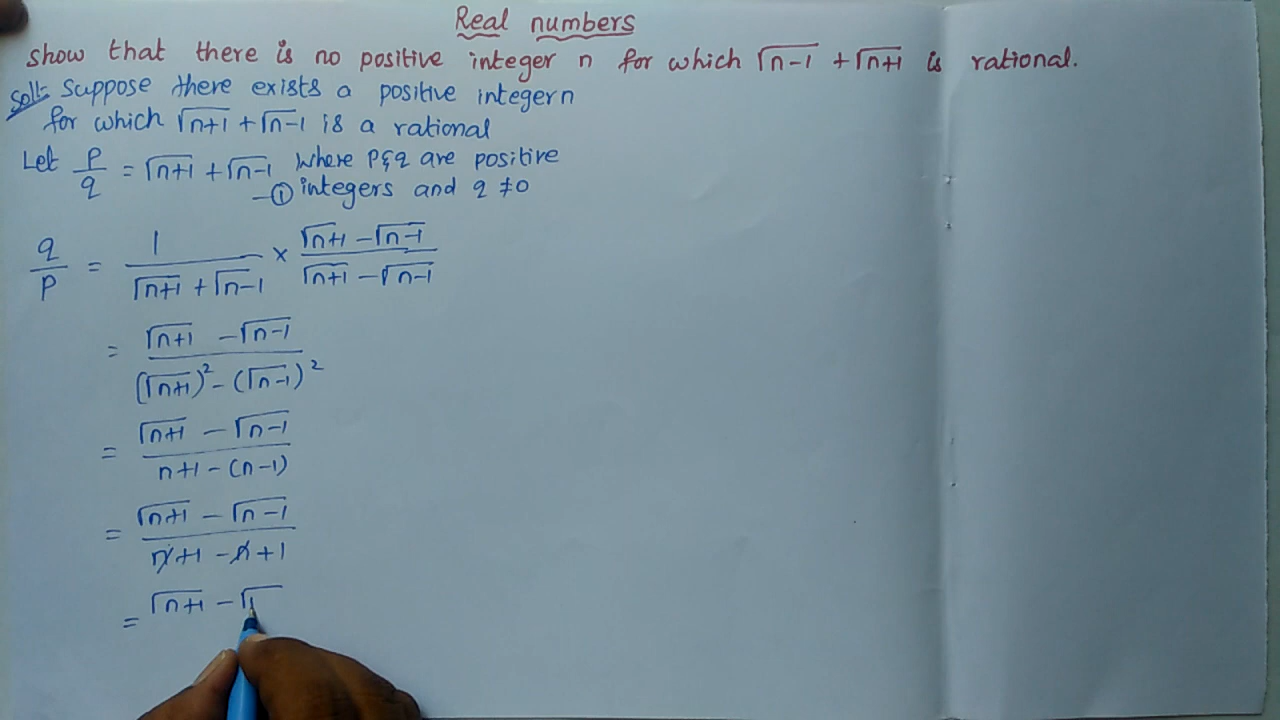 Real numbers
show that there is no positive integer n for which √n-1 + √n+1 is rational.
Sol:- Suppose there exists a positive integer n
for which √n+1 + √n-1 is a rational
Let p/q = √n+1 + √n-1 where p & q are positive
—① integers and q ≠ 0
q/p = 1/(√n+1 + √n-1) × (√n+1 - √n-1)/(√n+1 - √n-1)
= (√n+1 - √n-1)/((√n+1)² - (√n-1)²)
= (√n+1 - √n-1)/(n+1-(n-1))
= (√n+1 - √n-1)/(n+1-n+1)
= √n+1 - √